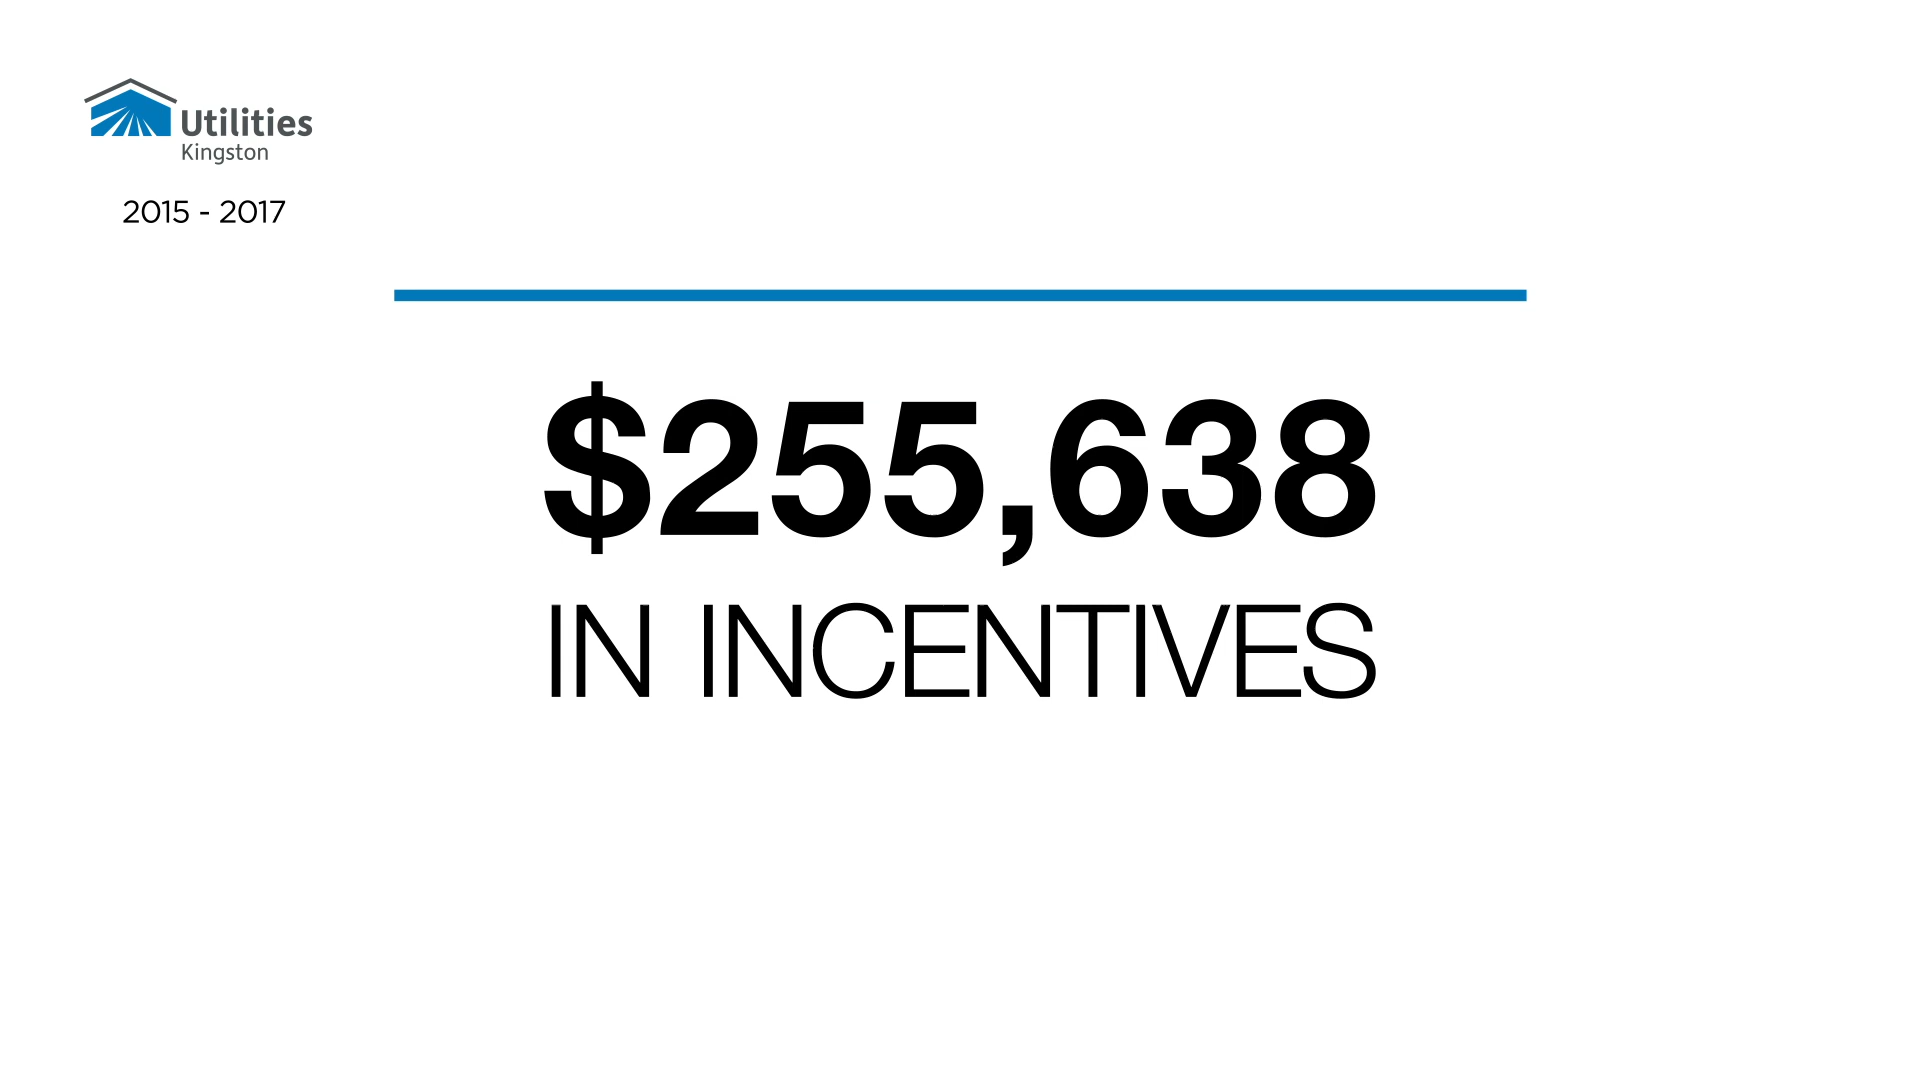 Utilities
Kingston
2015 - 2017
$255,638
IN INCENTIVES